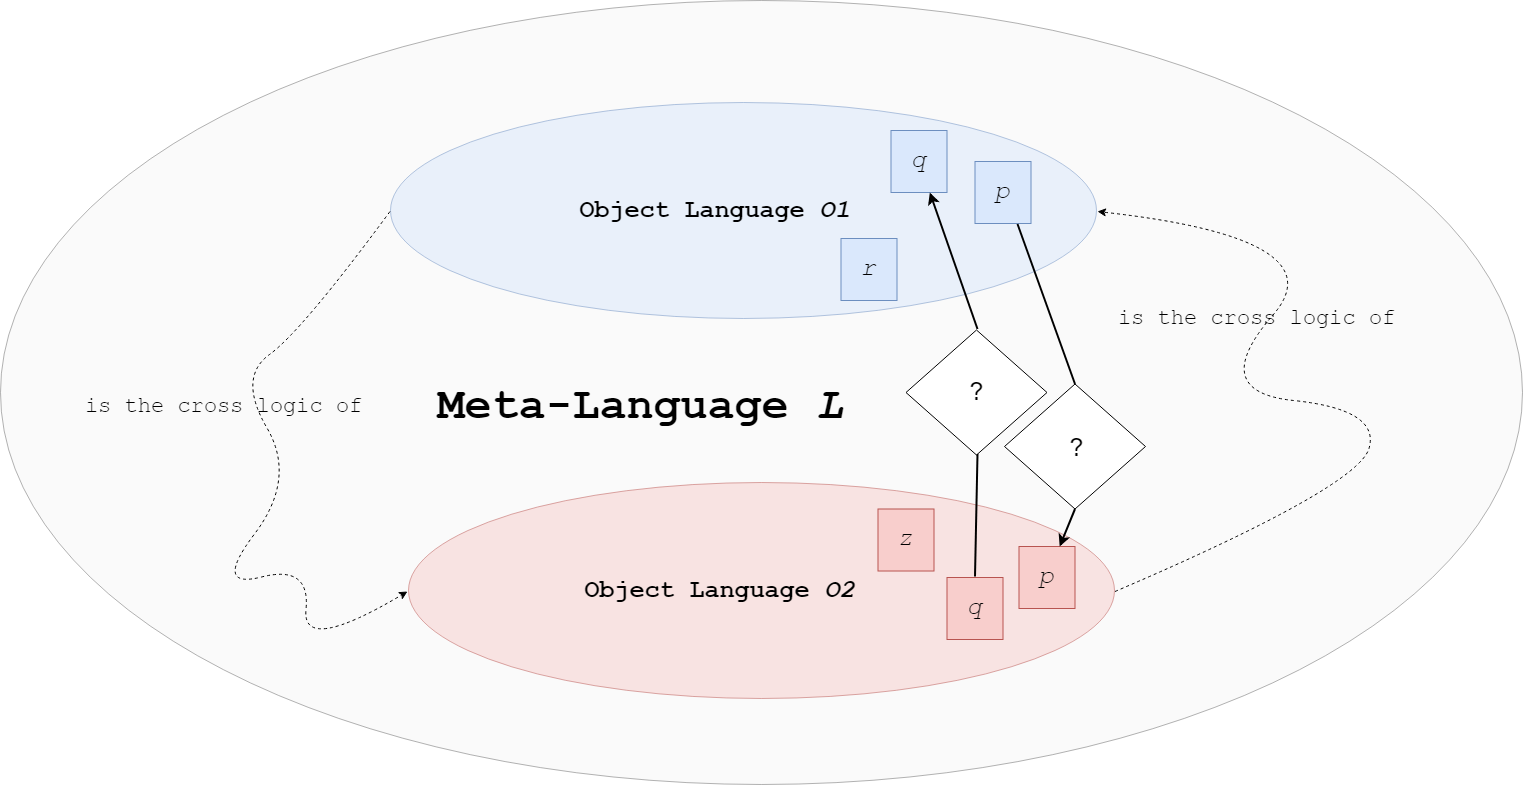 q
p
Object Language O1
r
is the cross logic of
?
is the cross logic of
Meta-Language L
?
z
p
Object Language O2
q